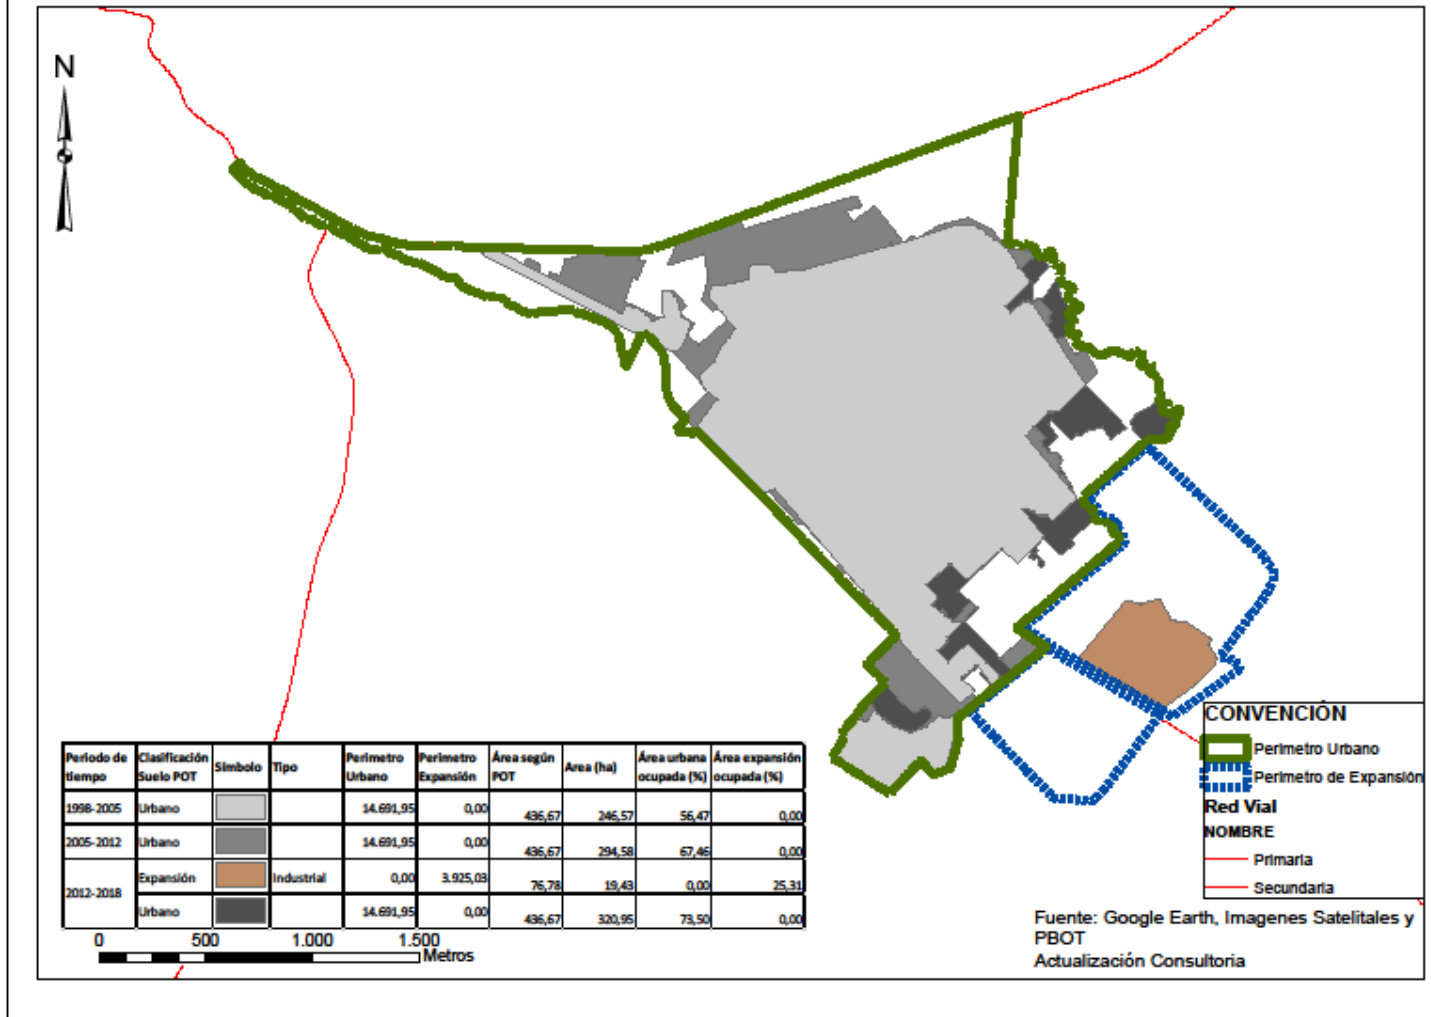 N
Periodo de tiempo Clasificación Suelo POT Simbolo Tipo Perimetro Urbano Perimetro Expansión Área según POT Area (ha) Área urbana ocupada (%) Área expansión ocupada (%)
1998-2005 Urbano 14.691,95 0,00 436,67 246,57 56,47 0,00
2005-2012 Urbano 14.691,95 0,00 436,67 294,58 67,46 0,00
2012-2018 Expansión Industrial 0,00 3.925,03 76,78 19,43 0,00 25,31
Urbano 14.691,95 0,00 436,67 320,95 73,50 0,00
0 500 1.000 1.500
Metros
CONVENCIÓN
Perimetro Urbano
Perimetro de Expansión
Red Vial
NOMBRE
Primaria
Secundaria
Fuente: Google Earth, Imagenes Satelitales y
PBOT
Actualización Consultoria